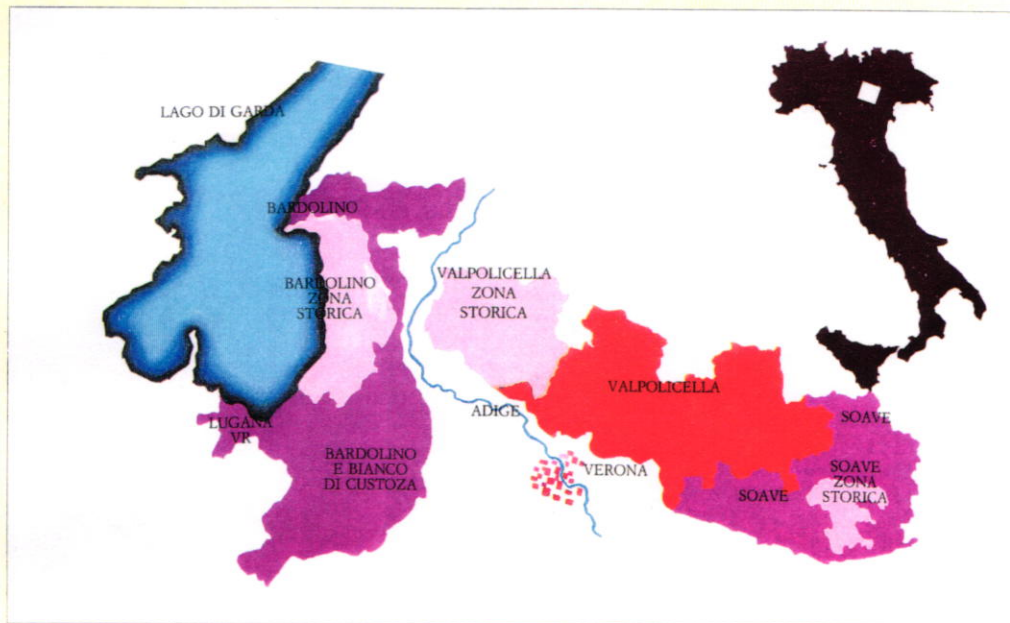 LAGO DI GARDA
BARDOLINO
BARDOLINO
ZONA
STORICA
VALPOLICELLA
ZONA
STORICA
VALPOLICELLA
ADIGE
LUGANA
VR
BARDOLINO
E BIANCO
DI CUSTOZA
VERONA
SOAVE
SOAVE
ZONA
STORICA
SOAVE